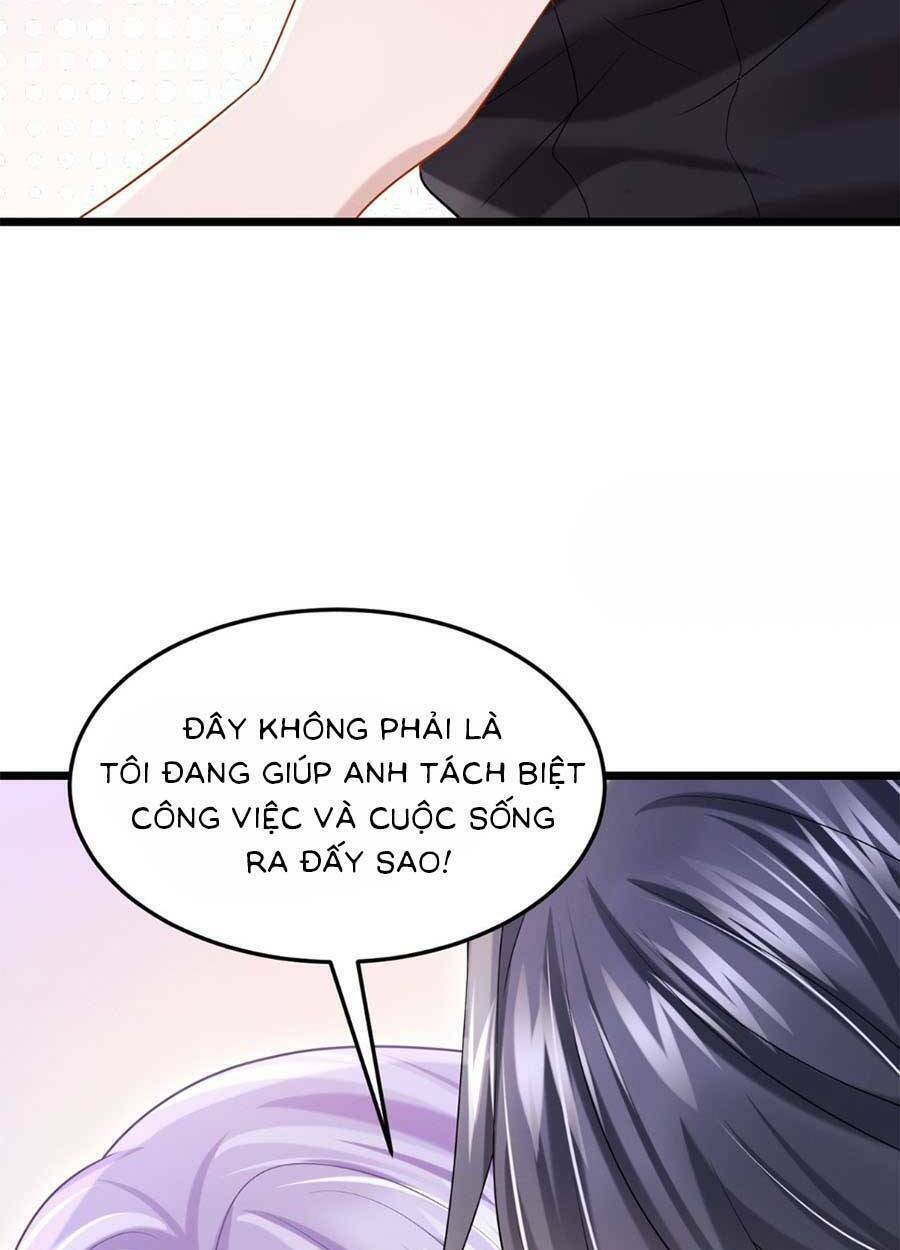 ĐÂY KHÔNG PHẢI LÀ
TÔI ĐANG GIÚP ANH TÁCH BIỆT
CÔNG VIỆC VÀ CUỘC SỐNG
RA ĐẤY SAO!